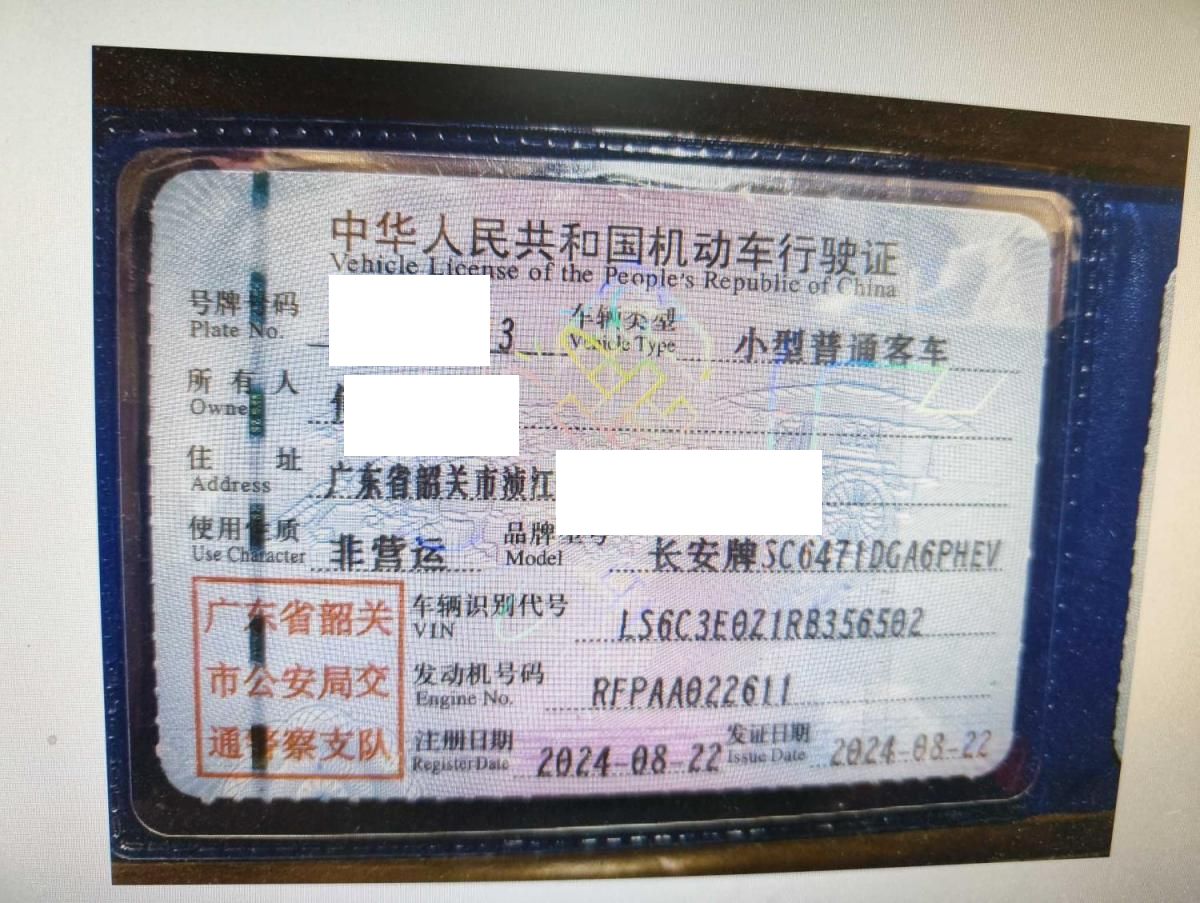 中华人民共和国机动车行驶证
Vehicle License of the People's Republic of China
号牌号码 3 车辆类型 小型普通客车
Plate No. Vehicle Type
所有人
Owner
住址 广东省韶关市浈江
Address
使用性质 非营运 品牌型号 长安牌SC6471DGA6PHEV
Use Character Model
广东省韶关 车辆识别代号 LS6C3E0Z1RB356502
VIN
市公安局交 发动机号码 RFPAA022611
Engine No.
通警察支队 注册日期 2024-08-22 发证日期 2024-08-22
Register Date Issue Date